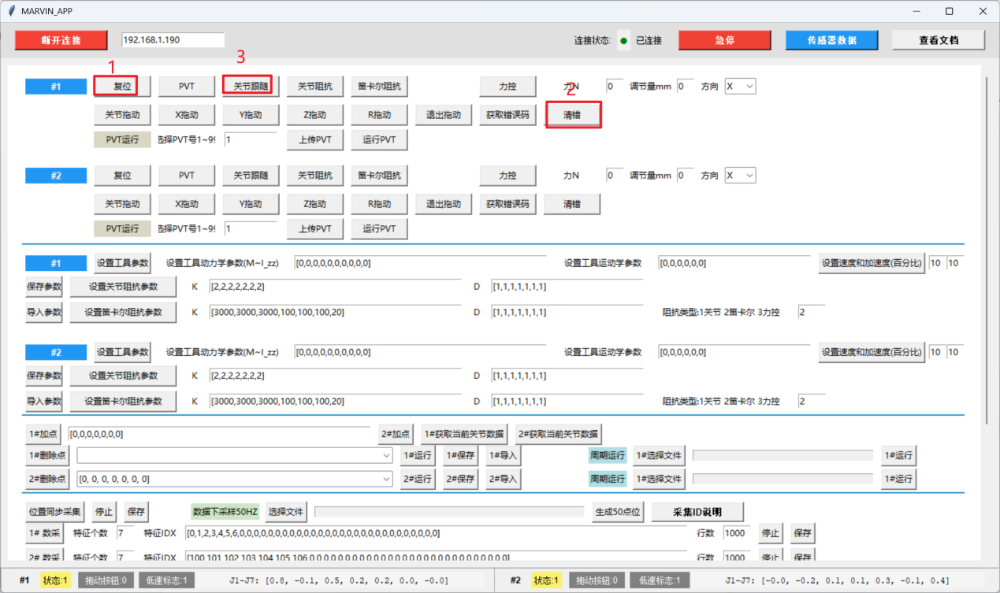 MARVIN_APP
断开连接 192.168.1.190 连接状态: 已连接 急停 传感器数据 查看文档
1 3
#1 复位 PVT 关节跟随 关节阻抗 笛卡尔阻抗 力控 力N 0 调节量mm 0 方向 X
2
关节拖动 X拖动 Y拖动 Z拖动 R拖动 退出拖动 获取错误码 清错
PVT运行 选择PVT号1~99 1 上传PVT 运行PVT
#2 复位 PVT 关节跟随 关节阻抗 笛卡尔阻抗 力控 力N 0 调节量mm 0 方向 X
关节拖动 X拖动 Y拖动 Z拖动 R拖动 退出拖动 获取错误码 清错
PVT运行 选择PVT号1~99 1 上传PVT 运行PVT
#1 设置工具参数 设置工具动力学参数(M~I_zz) [0,0,0,0,0,0,0,0,0,0] 设置工具运动学参数 [0,0,0,0,0,0] 设置速度和加速度(百分比) 10 10
保存参数 设置关节阻抗参数 K [2,2,2,2,2,2,2] D [1,1,1,1,1,1,1]
导入参数 设置笛卡尔阻抗参数 K [3000,3000,3000,100,100,100,20] D [1,1,1,1,1,1,1] 阻抗类型:1关节 2笛卡尔 3力控 2
#2 设置工具参数 设置工具动力学参数(M~I_zz) [0,0,0,0,0,0,0,0,0,0] 设置工具运动学参数 [0,0,0,0,0,0] 设置速度和加速度(百分比) 10 10
保存参数 设置关节阻抗参数 K [2,2,2,2,2,2,2] D [1,1,1,1,1,1,1]
导入参数 设置笛卡尔阻抗参数 K [3000,3000,3000,100,100,100,20] D [1,1,1,1,1,1,1] 阻抗类型:1关节 2笛卡尔 3力控 2
1#加点 [0,0,0,0,0,0,0] 2#加点 1#获取当前关节数据 2#获取当前关节数据
1#删除点 1#运行 1#保存 1#导入 周期运行 1#选择文件 1#运行
2#删除点 [0, 0, 0, 0, 0, 0, 0] 2#运行 2#保存 2#导入 周期运行 1#选择文件 1#运行
位置同步采集 停止 保存 数据下采样50HZ 选择文件 生成50点位 采集ID说明
1# 数采 特征个数 7 特征IDX [0,1,2,3,4,5,6,0,0,0,0,0,0,0,0,0,0,0,0,0,0,0,0,0,0,0,0,0,0,0,0,0,0,0,0] 行数 1000 停止 保存
2# 数采 特征个数 7 特征IDX 行数 1000 停止 保存
#1 状态:1 拖动按钮:0 低速标志:1 J1-J7: [0.8, -0.1, 0.5, 0.2, 0.2, 0.0, -0.0] #2 状态:1 拖动按钮:0 低速标志:1 J1-J7: [-0.0, -0.2, 0.1, 0.1, 0.3, -0.1, 0.4]